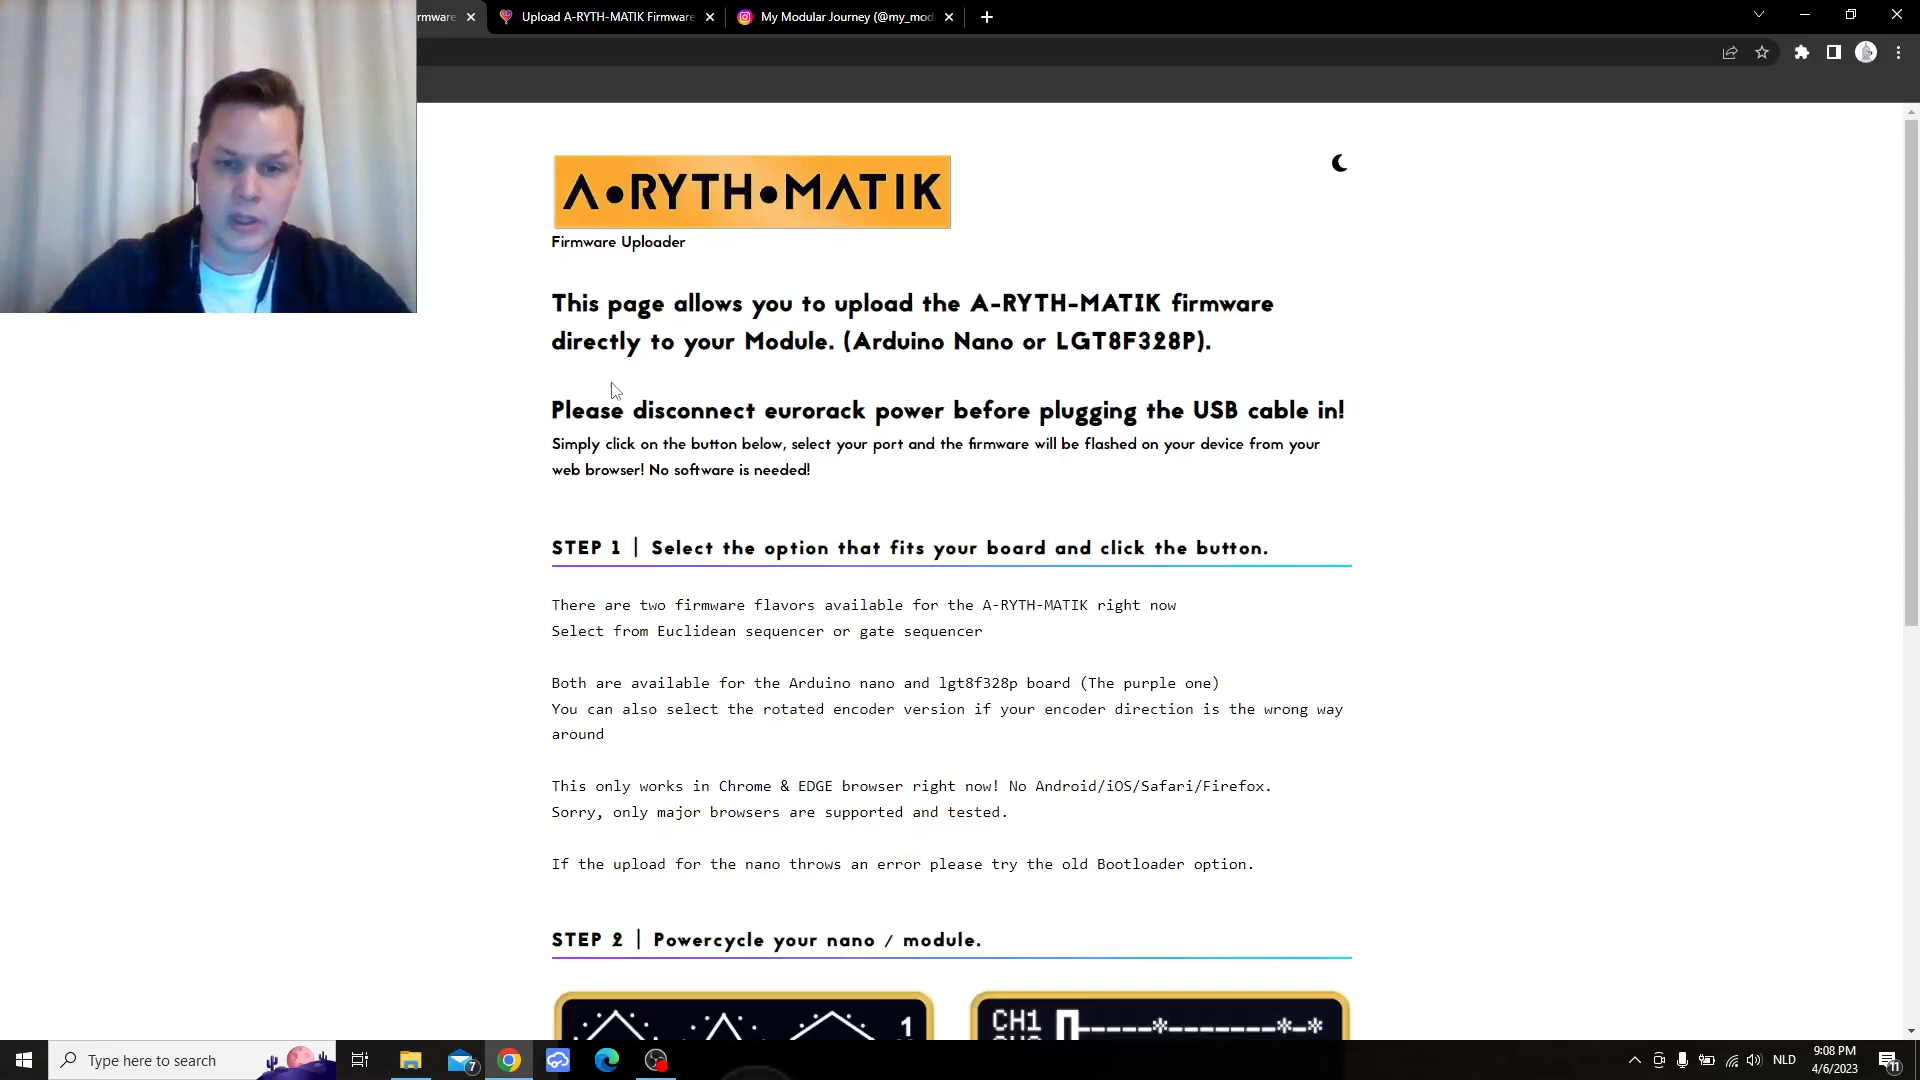 rmware
Upload A-RYTH-MATIK Firmware
My Modular Journey (@my_mod
A•RYTH•MATIK
Firmware Uploader
This page allows you to upload the A-RYTH-MATIK firmware
directly to your Module. (Arduino Nano or LGT8F328P).
Please disconnect eurorack power before plugging the USB cable in!
Simply click on the button below, select your port and the firmware will be flashed on your device from your
web browser! No software is needed!
STEP 1 | Select the option that fits your board and click the button.
There are two firmware flavors available for the A-RYTH-MATIK right now
Select from Euclidean sequencer or gate sequencer
Both are available for the Arduino nano and lgt8f328p board (The purple one)
You can also select the rotated encoder version if your encoder direction is the wrong way
around
This only works in Chrome & EDGE browser right now! No Android/iOS/Safari/Firefox.
Sorry, only major browsers are supported and tested.
If the upload for the nano throws an error please try the old Bootloader option.
STEP 2 | Powercycle your nano / module.
1
CH1
Type here to search
7
NLD
9:08 PM
4/6/2023
11